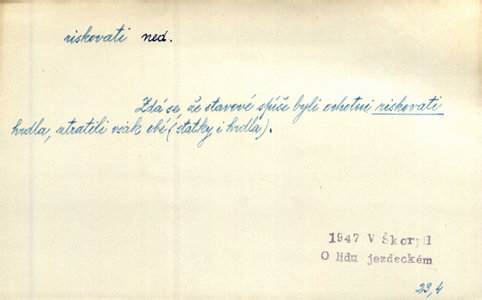 riskovati ned.
Zdá se, že stavové spíše byli ochotni riskovati
hrdla, utratili však obé (statky i hrdla).
1947 V Škorpil
O lidu jezdeckém
23,4